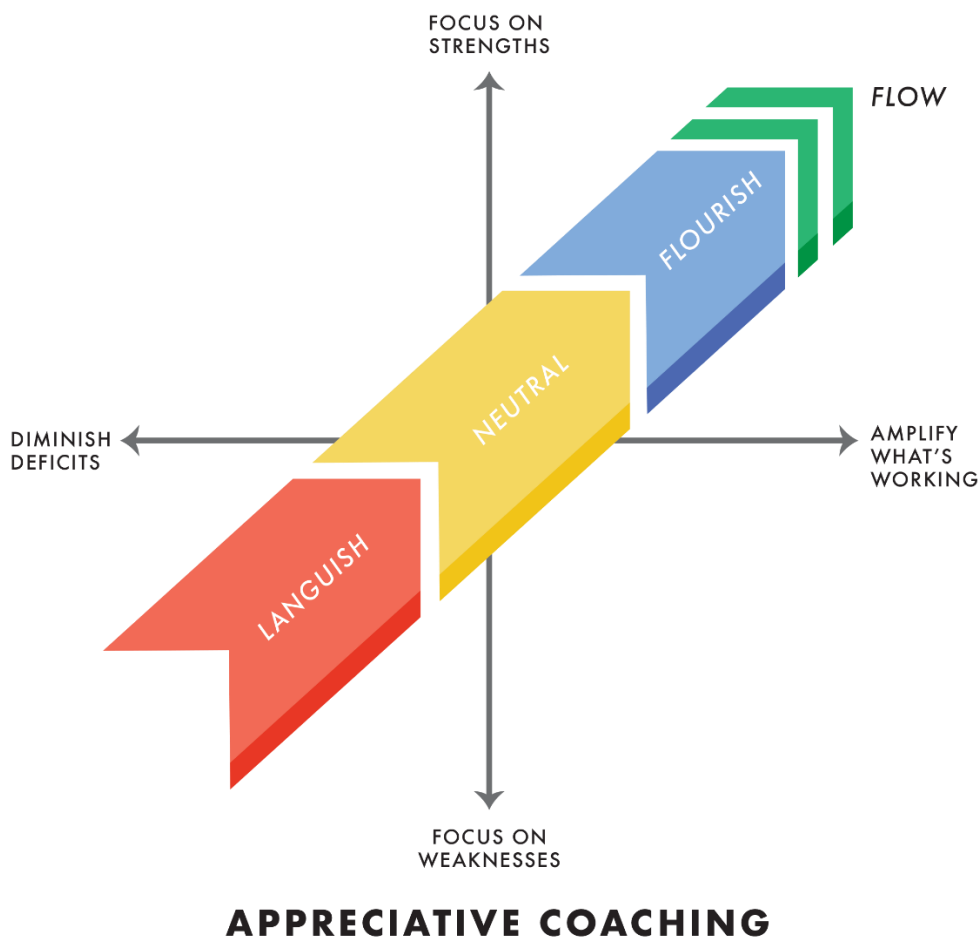 FOCUS ON
STRENGTHS
FLOW
FLOURISH
NEUTRAL
DIMINISH
DEFICITS
AMPLIFY
WHAT'S
WORKING
LANGUISH
FOCUS ON
WEAKNESSES
APPRECIATIVE COACHING